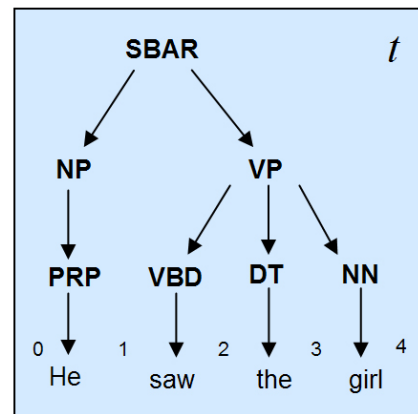 SBAR t
NP VP
PRP VBD DT NN
0 1 2 3 4
He saw the girl